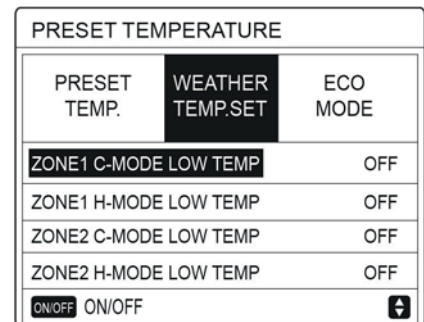 PRESET TEMPERATURE
PRESET TEMP.
WEATHER TEMP.SET
ECO MODE
ZONE1 C-MODE LOW TEMP OFF
ZONE1 H-MODE LOW TEMP OFF
ZONE2 C-MODE LOW TEMP OFF
ZONE2 H-MODE LOW TEMP OFF
ON/OFF ON/OFF